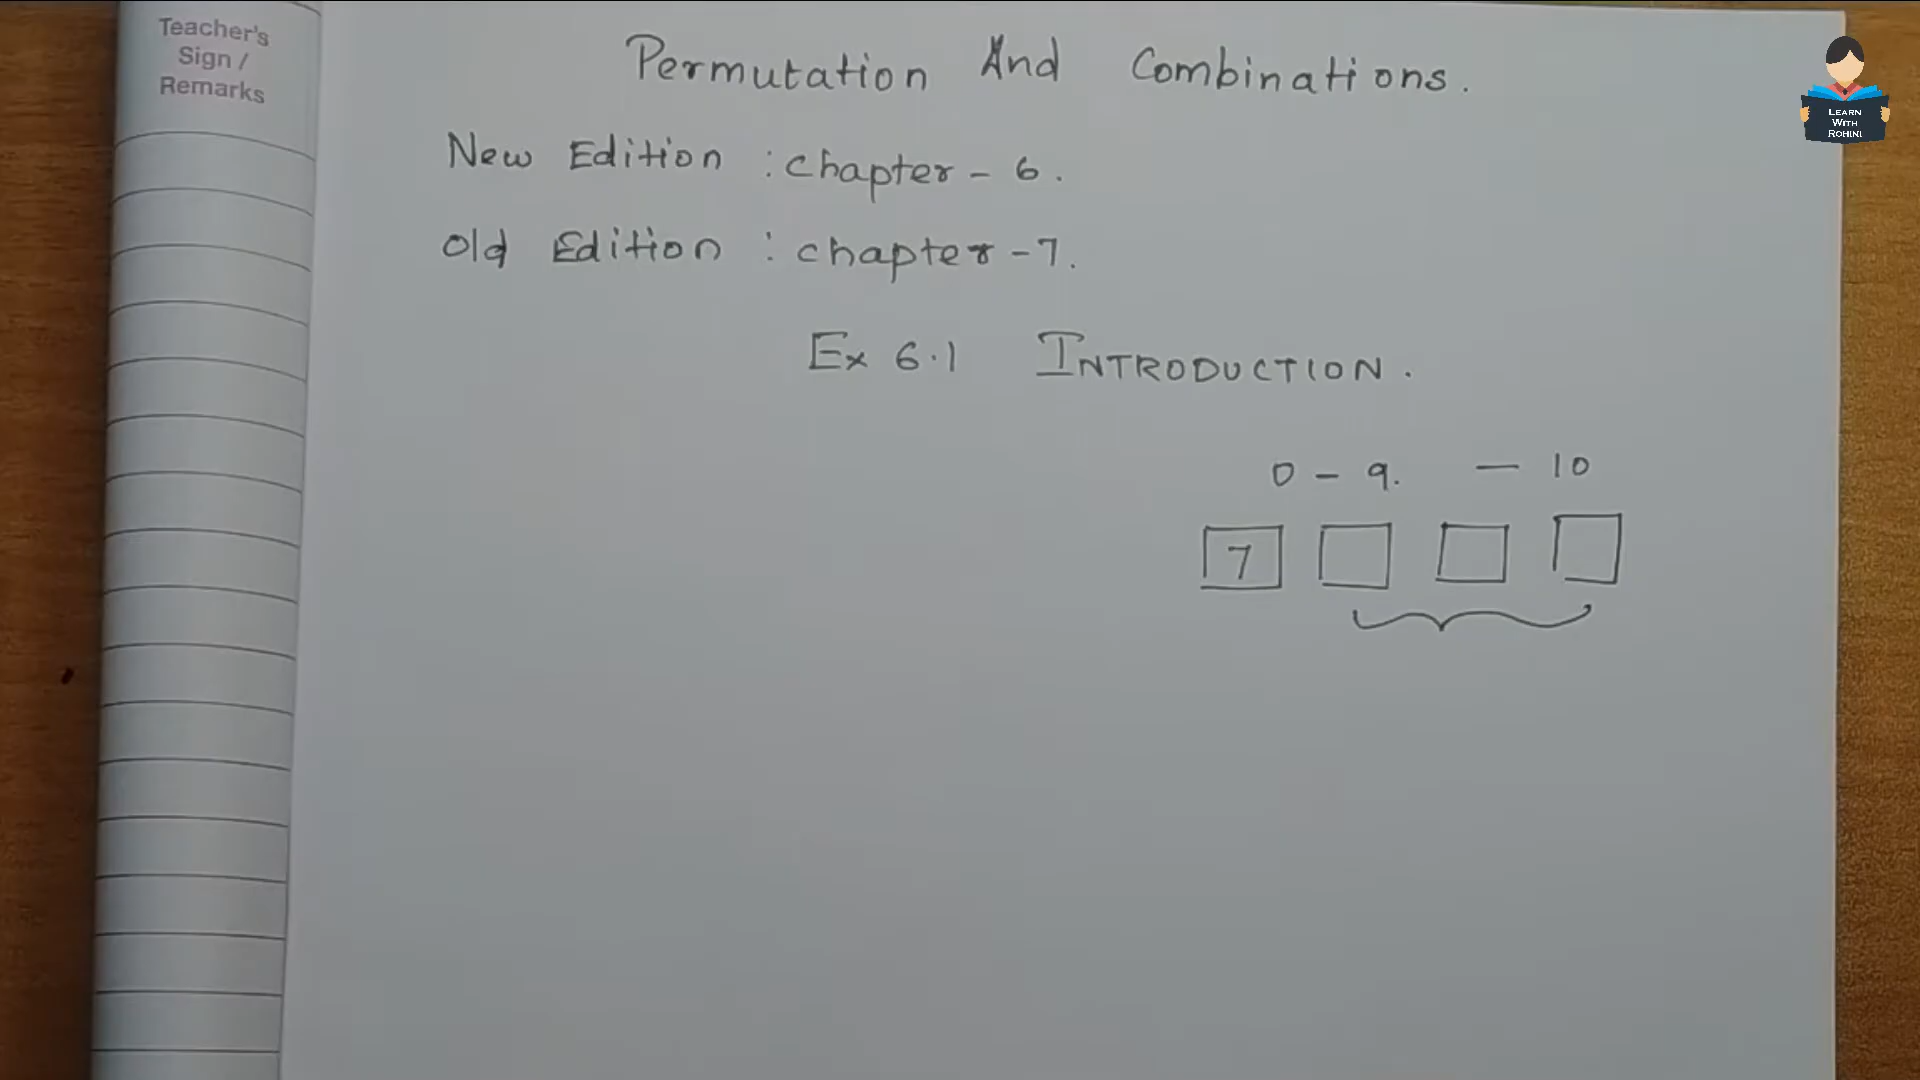 Teacher's
Sign /
Remarks
Permutation And Combinations.
LEARN
WITH
ROHINI
New Edition : chapter - 6.
Old Edition : chapter - 7.
Ex 6.1 INTRODUCTION.
0 - 9. — 10
7